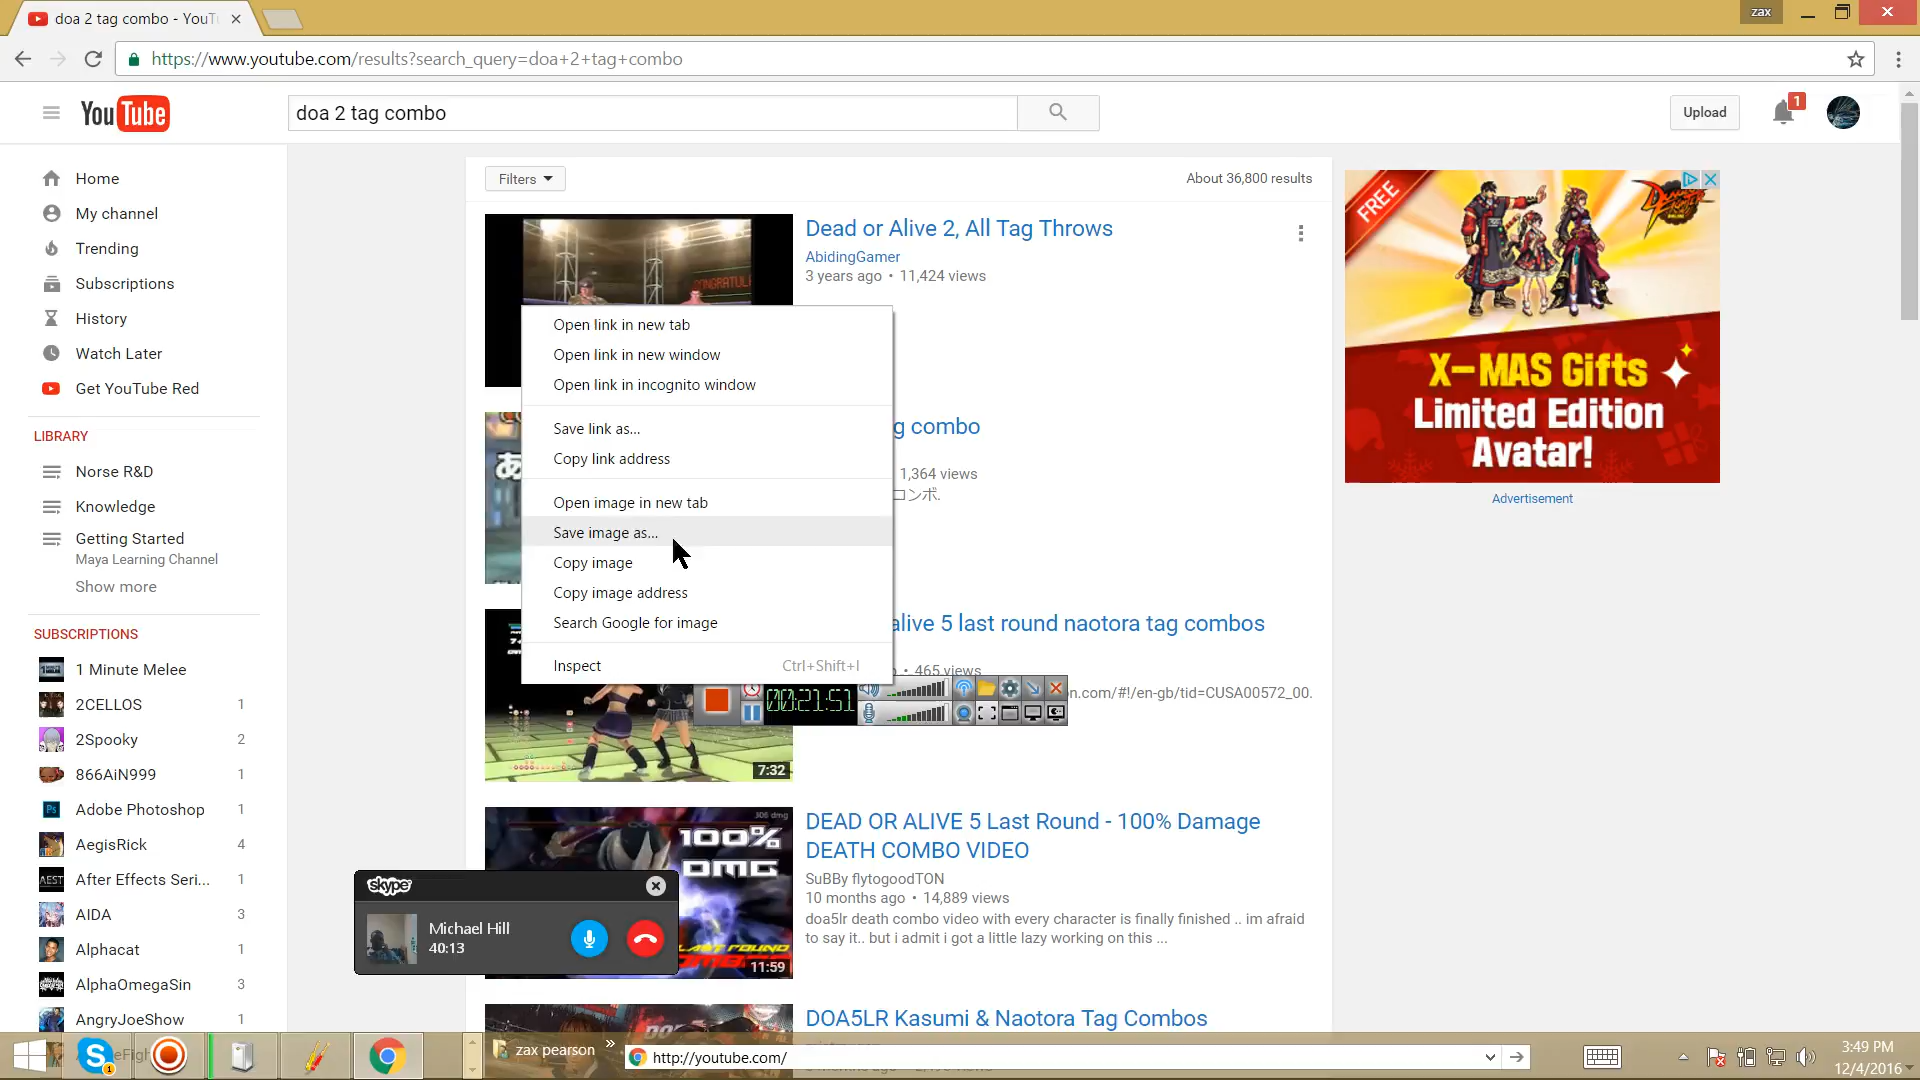 doa 2 tag combo - YouT
zax
https://www.youtube.com/results?search_query=doa+2+tag+combo
YouTube
doa 2 tag combo
Upload
1
Home
My channel
Trending
Subscriptions
History
Watch Later
Get YouTube Red
LIBRARY
Norse R&D
Knowledge
Getting Started
Maya Learning Channel
Show more
SUBSCRIPTIONS
1 Minute Melee
2CELLOS 1
2Spooky 2
866AiN999 1
Adobe Photoshop 1
AegisRick 4
After Effects Seri... 1
AIDA 3
Alphacat 1
AlphaOmegaSin 3
AngryJoeShow 1
Filters
About 36,800 results
Dead or Alive 2, All Tag Throws
AbidingGamer
3 years ago • 11,424 views
Open link in new tab
Open link in new window
Open link in incognito window
Save link as...
Copy link address
Open image in new tab
Save image as...
Copy image
Copy image address
Search Google for image
Inspect Ctrl+Shift+I
あ
g combo
1,364 views
コンボ.
alive 5 last round naotora tag combos
• 465 views
n.com/#!/en-gb/tid=CUSA00572_00.
00:21:51
7:32
100%
DMG
11:59
DEAD OR ALIVE 5 Last Round - 100% Damage
DEATH COMBO VIDEO
SuBBy flytogoodTON
10 months ago • 14,889 views
doa5lr death combo video with every character is finally finished .. im afraid
to say it.. but i admit i got a little lazy working on this ...
DOA5LR Kasumi & Naotora Tag Combos
skype
Michael Hill
40:13
FREE
X-MAS Gifts
Limited Edition
Avatar!
Advertisement
1
zax pearson
http://youtube.com/
3:49 PM
12/4/2016